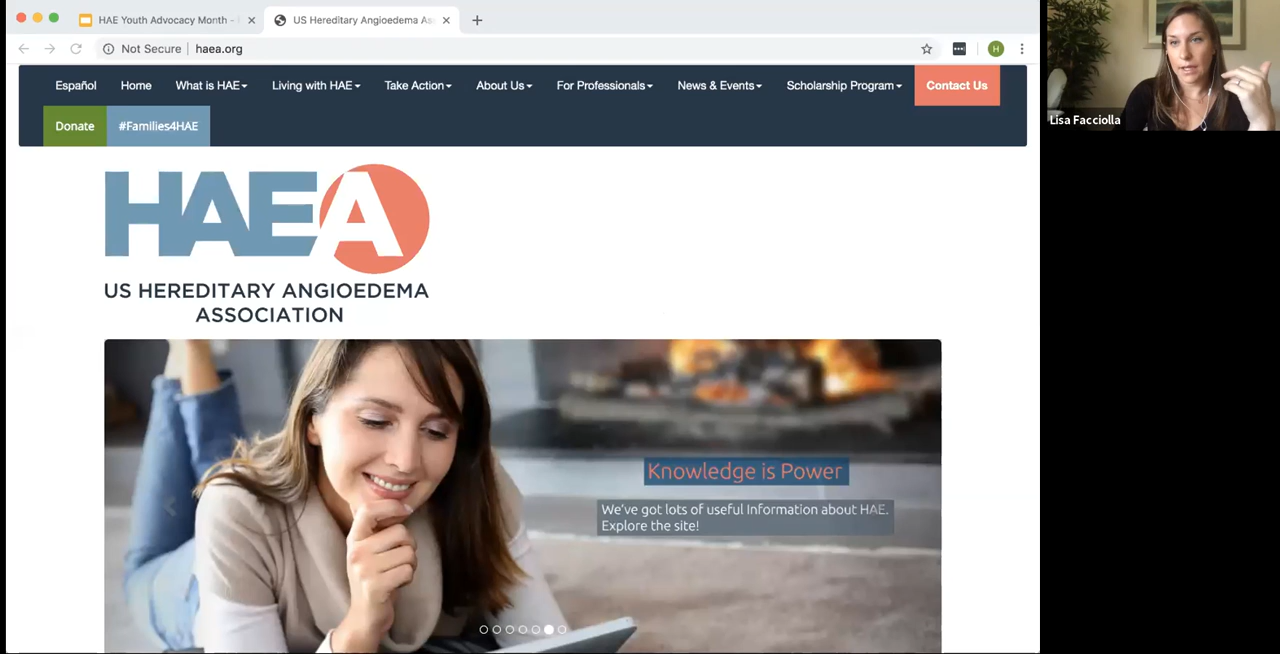 HAE Youth Advocacy Month -
US Hereditary Angioedema As
Not Secure | haea.org
H
Español Home What is HAE Living with HAE Take Action About Us For Professionals News & Events Scholarship Program Contact Us
Donate #Families4HAE
HAEA
US HEREDITARY ANGIOEDEMA
ASSOCIATION
Knowledge is Power
We've got lots of useful Information about HAE.
Explore the site!
Lisa Facciolla